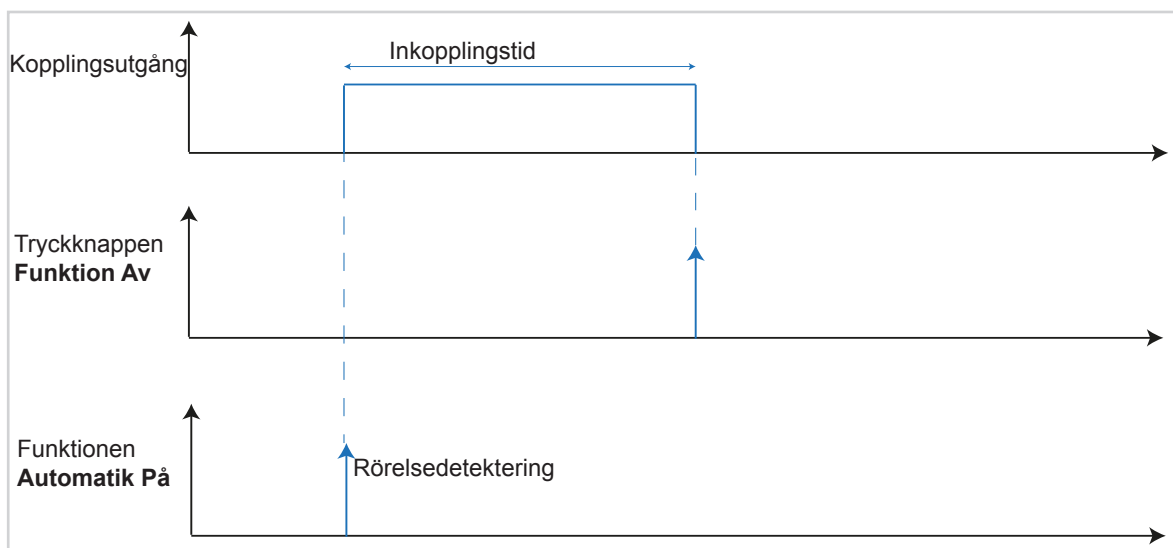 Inkopplingstid
Kopplingsutgång
Tryckknappen
Funktion Av
Funktionen
Automatik På
Rörelsedetektering